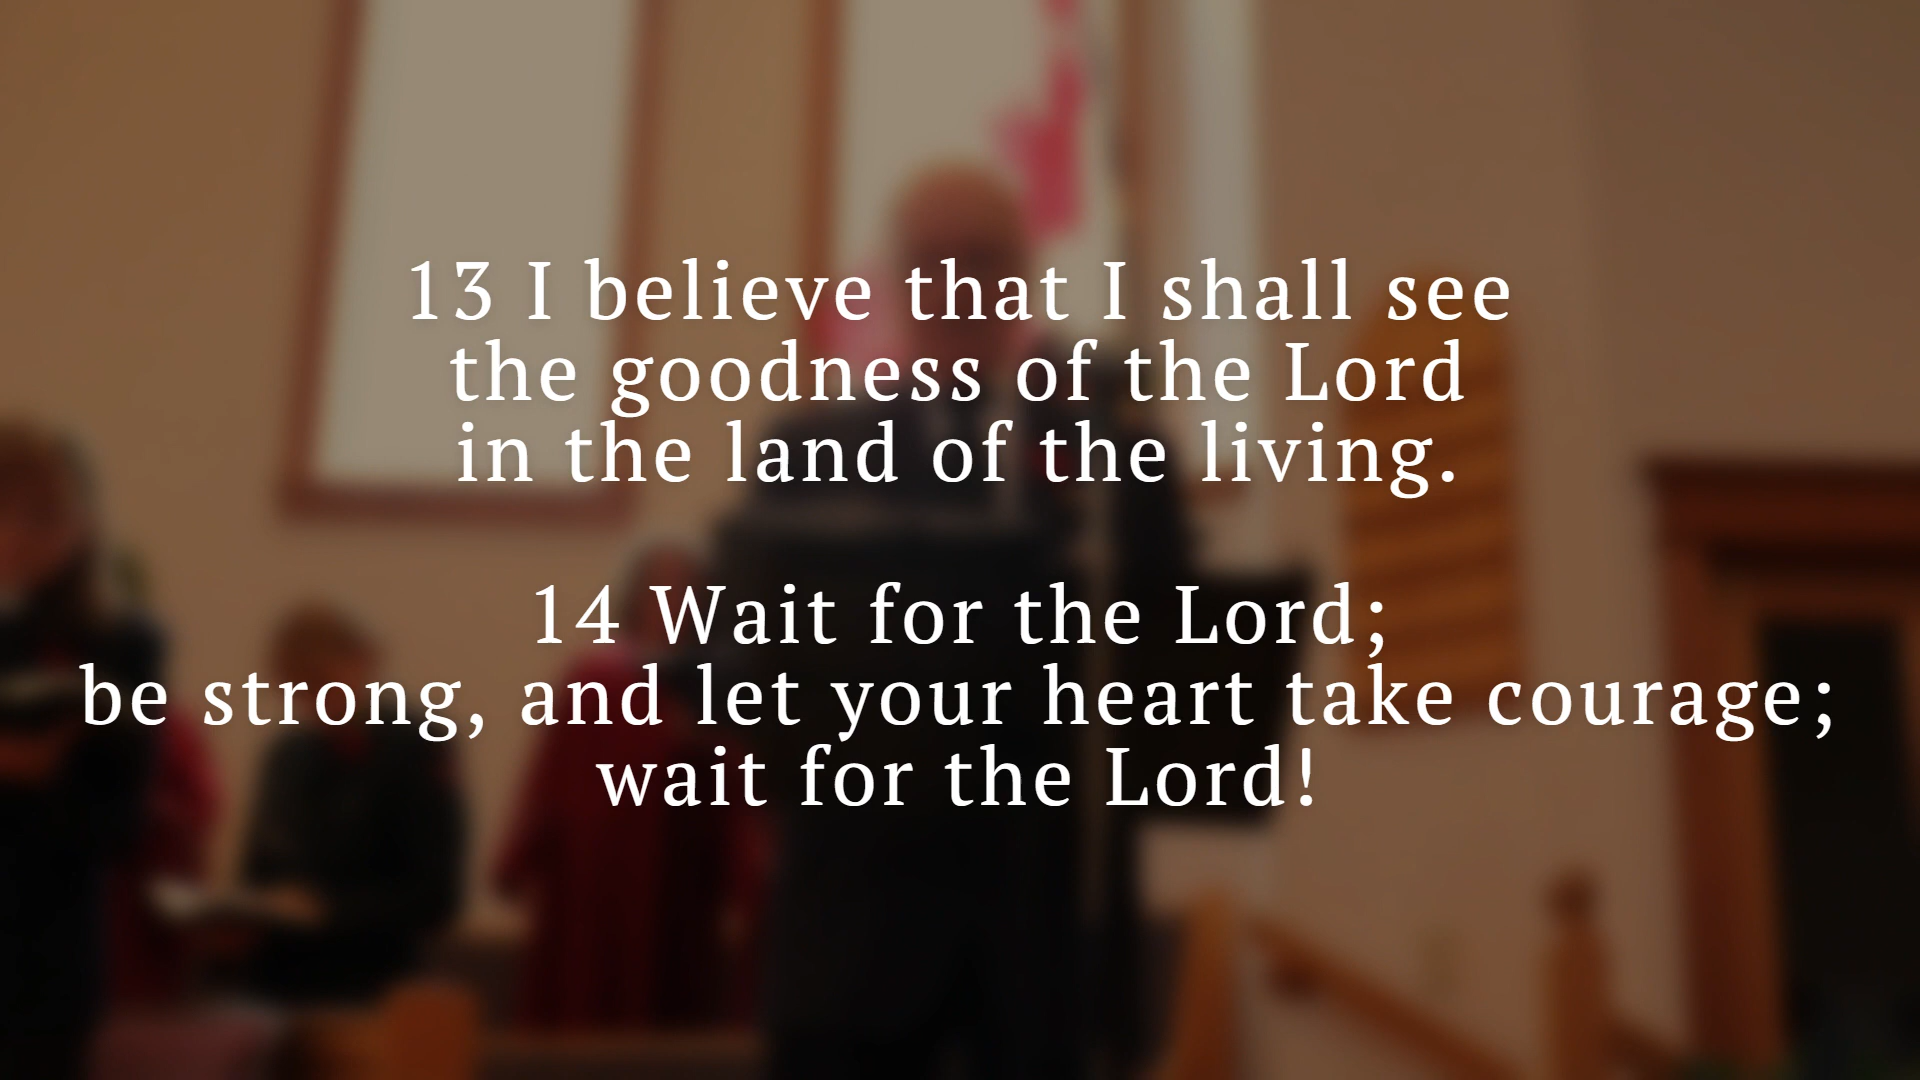 13 I believe that I shall see
the goodness of the Lord
in the land of the living.
14 Wait for the Lord;
be strong, and let your heart take courage;
wait for the Lord!